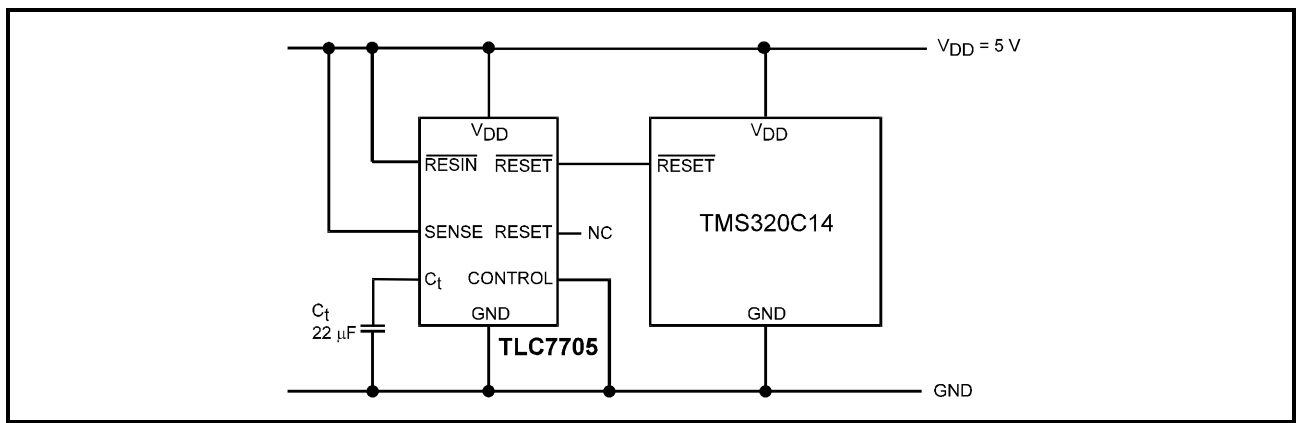 VDD = 5 V
VDD
VDD
RESIN RESET
RESET
TMS320C14
SENSE RESET
NC
Ct CONTROL
Ct
22 μF
GND
GND
TLC7705
GND